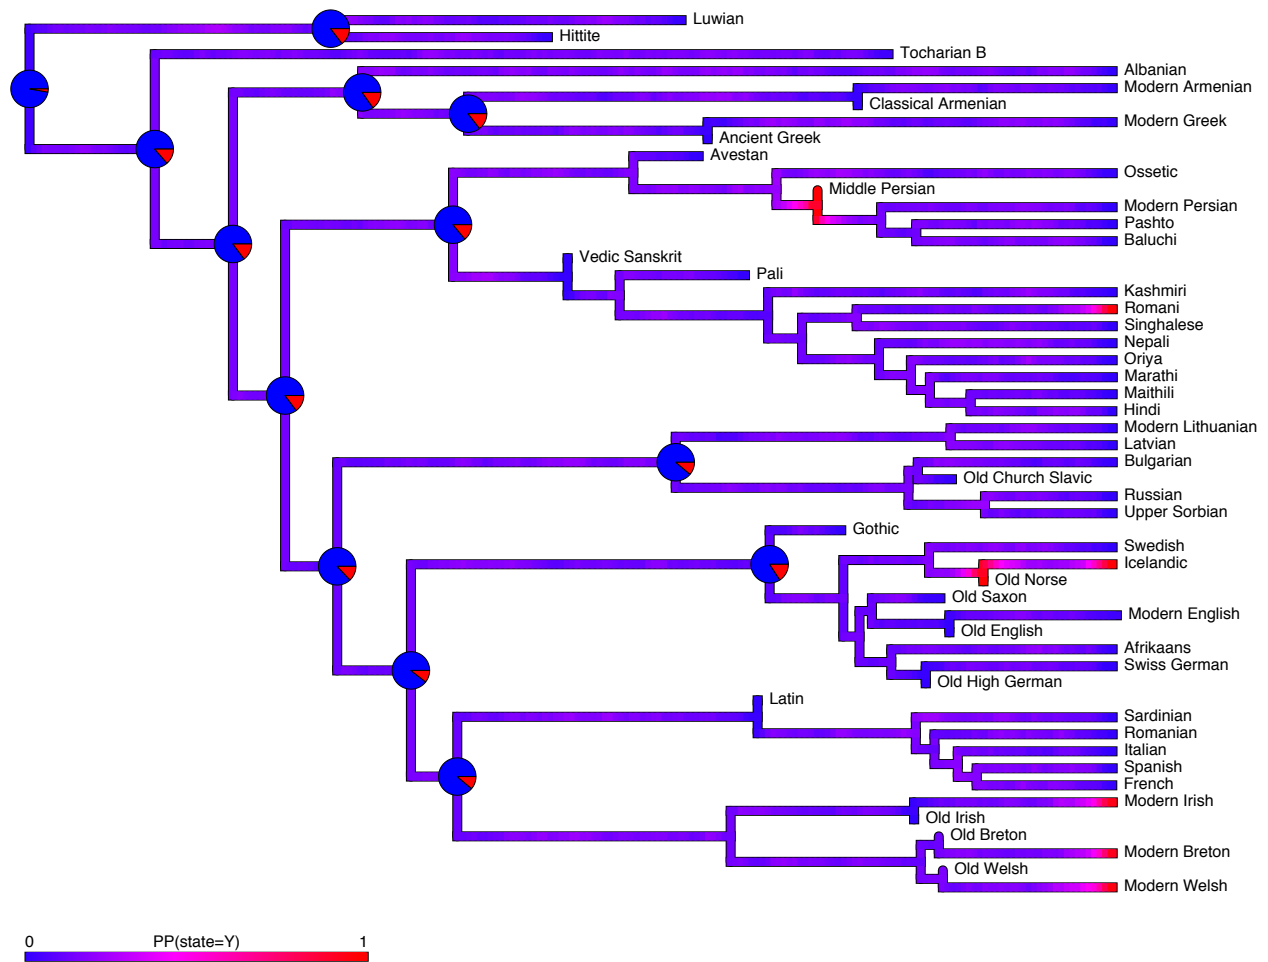 Luwian
Hittite
Tocharian B
Albanian
Modern Armenian
Classical Armenian
Modern Greek
Ancient Greek
Avestan
Ossetic
Middle Persian
Modern Persian
Pashto
Baluchi
Vedic Sanskrit
Pali
Kashmiri
Romani
Singhalese
Nepali
Oriya
Marathi
Maithili
Hindi
Modern Lithuanian
Latvian
Bulgarian
Old Church Slavic
Russian
Upper Sorbian
Gothic
Swedish
Icelandic
Old Norse
Old Saxon
Modern English
Old English
Afrikaans
Swiss German
Old High German
Latin
Sardinian
Romanian
Italian
Spanish
French
Modern Irish
Old Irish
Old Breton
Modern Breton
Old Welsh
Modern Welsh
0 PP(state=Y) 1